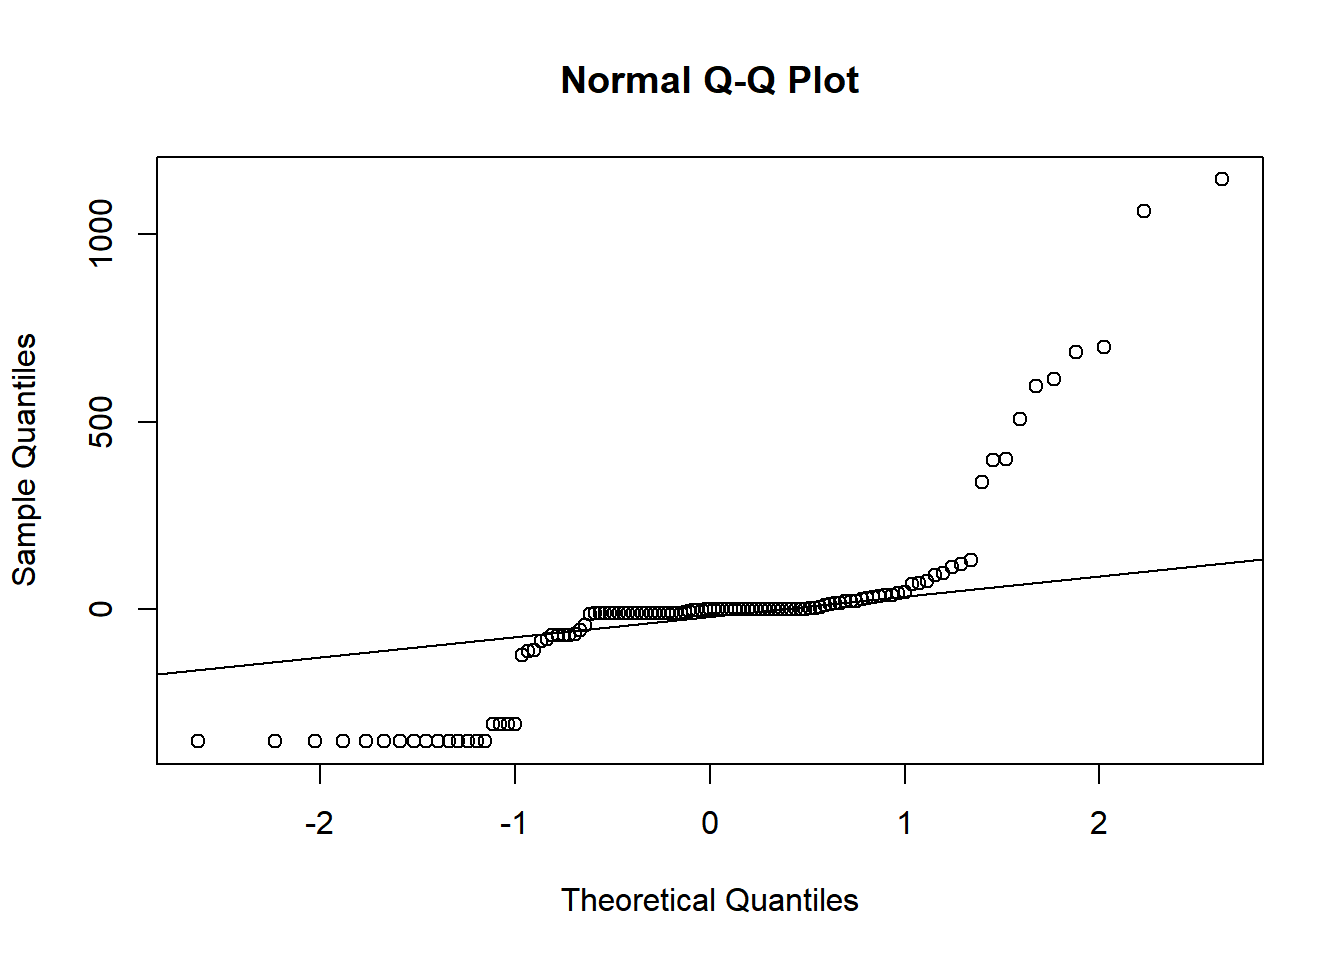 Normal Q-Q Plot
Sample Quantiles
1000
500
0
-2 -1 0 1 2
Theoretical Quantiles